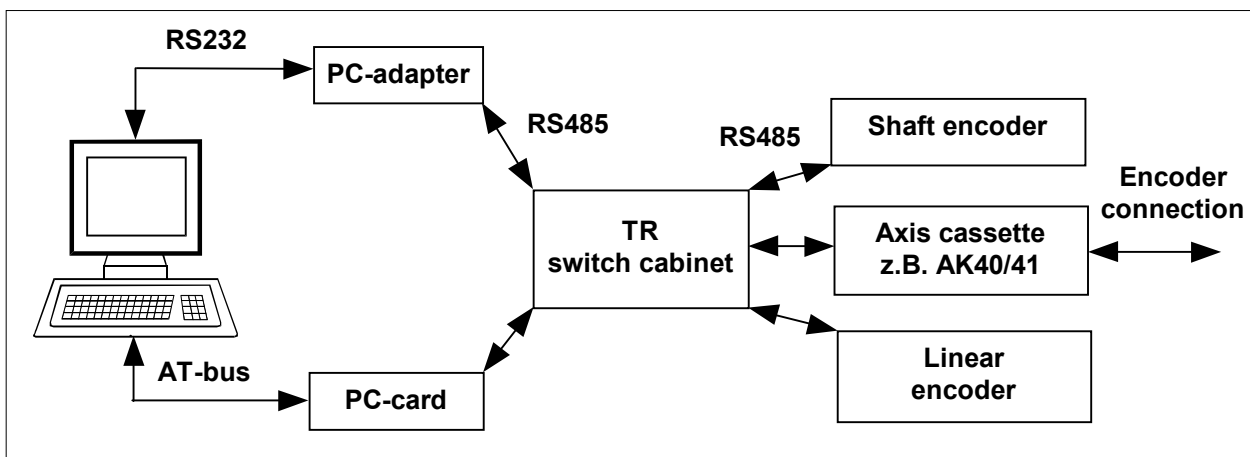 RS232
PC-adapter
RS485
RS485
Shaft encoder
Encoder
connection
TR
switch cabinet
Axis cassette
z.B. AK40/41
AT-bus
PC-card
Linear
encoder